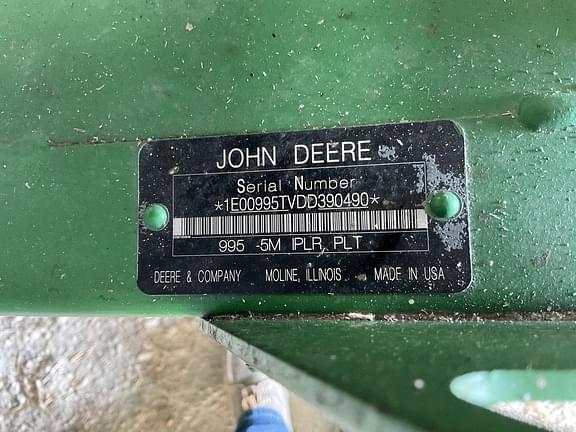 JOHN DEERE
Serial Number
*1E00995TVDD390490*
995 -5M IPLR, PLT
DEERE & COMPANY MOLINE, ILLINOIS MADE IN USA